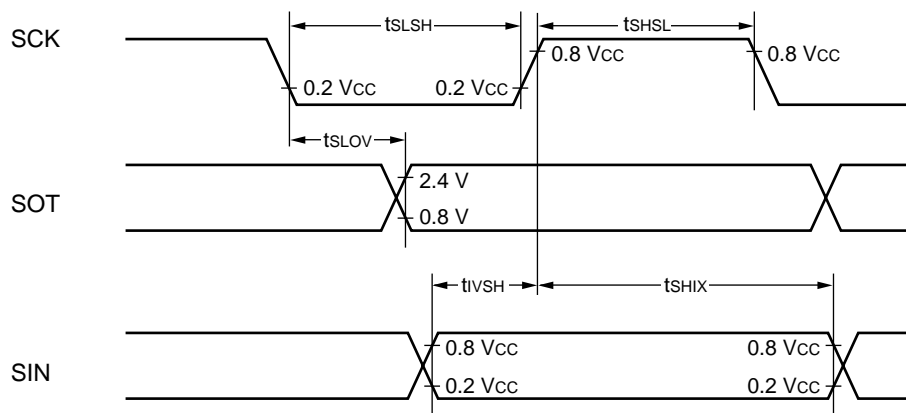 tSLSH
tSHSL
SCK
0.8 VCC
0.8 VCC
0.2 VCC
0.2 VCC
tSLOV
SOT
2.4 V
0.8 V
tIVSH
tSHIX
SIN
0.8 VCC
0.8 VCC
0.2 VCC
0.2 VCC